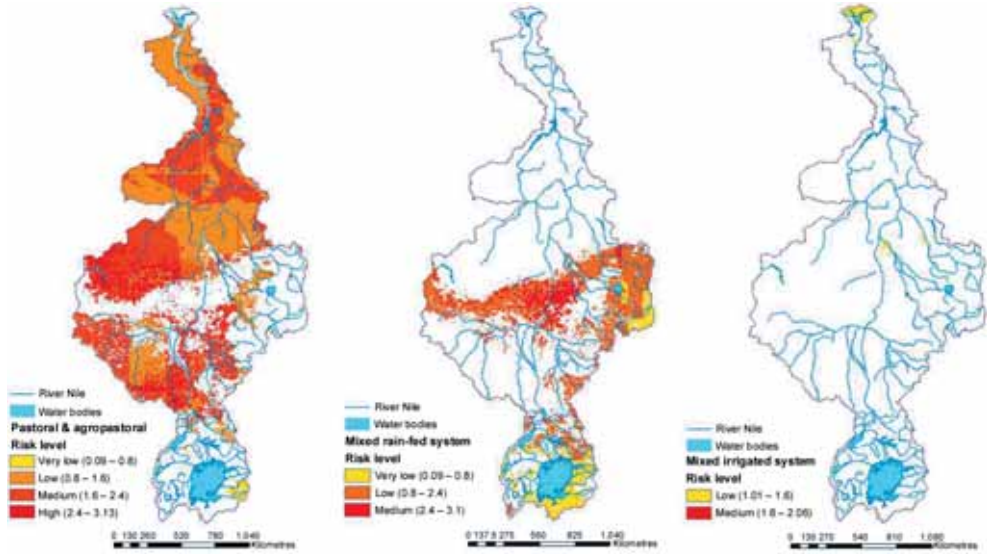 River Nile
Water bodies
Pastoral & agropastoral
Risk level
Very low (0.09 – 0.8)
Low (0.8 – 1.6)
Medium (1.6 – 2.4)
High (2.4 – 3.13)
0 130 260 520 780 1,040
Kilometres
River Nile
Water bodies
Mixed rain-fed system
Risk level
Very low (0.09 – 0.8)
Low (0.8 – 2.4)
Medium (2.4 – 3.1)
0 137.5 275 550 825 1,040
Kilometres
River Nile
Water bodies
Mixed irrigated system
Risk level
Low (1.01 – 1.6)
Medium (1.6 – 2.06)
0 135 270 540 810 1,080
Kilometres